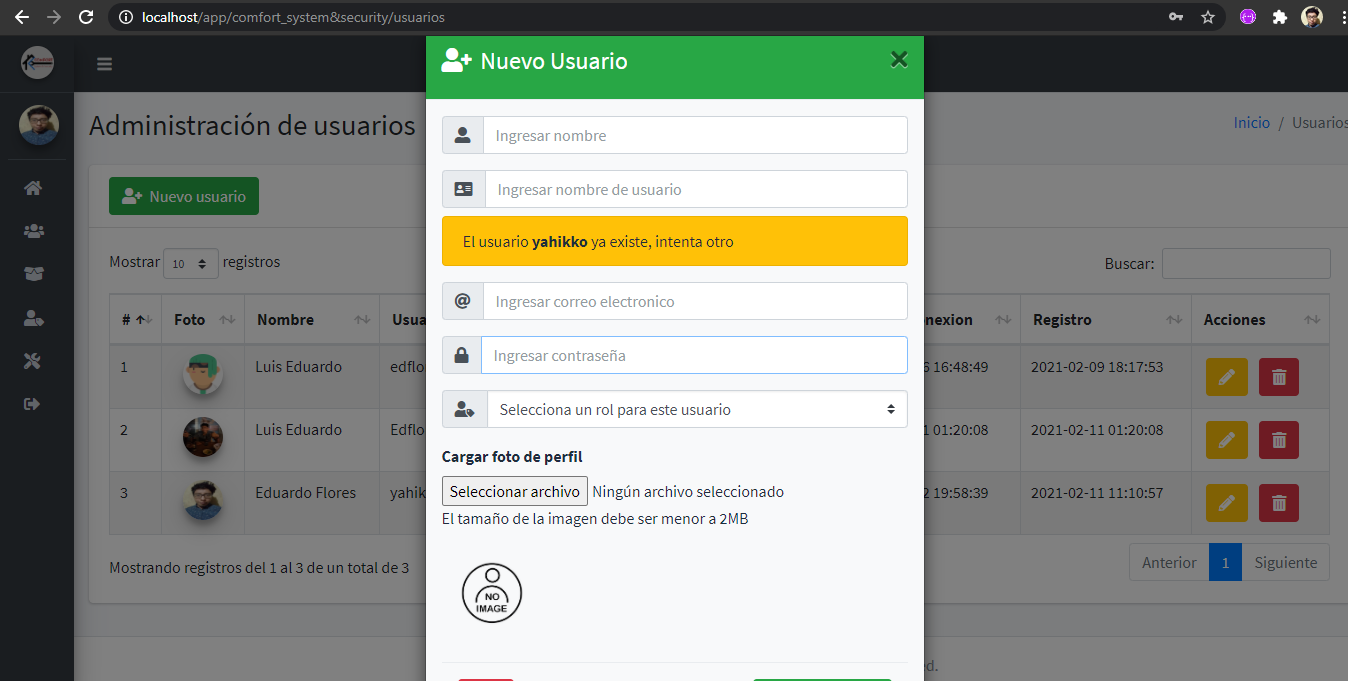 localhost/app/comfort_system&security/usuarios
Nuevo Usuario
Administración de usuarios
Inicio / Usuarios
Ingresar nombre
Ingresar nombre de usuario
Nuevo usuario
El usuario yahikko ya existe, intenta otro
Mostrar 10 registros
Buscar:
Ingresar correo electronico
# Foto Nombre Usua nexion Registro Acciones
Ingresar contraseña
1 Luis Eduardo edflo 16:48:49 2021-02-09 18:17:53
Selecciona un rol para este usuario
2 Luis Eduardo Edflo 01:20:08 2021-02-11 01:20:08
Cargar foto de perfil
3 Eduardo Flores yahik 19:58:39 2021-02-11 11:10:57
Seleccionar archivo Ningún archivo seleccionado
El tamaño de la imagen debe ser menor a 2MB
Mostrando registros del 1 al 3 de un total de 3
Anterior 1 Siguiente
NO
IMAGE
ed.